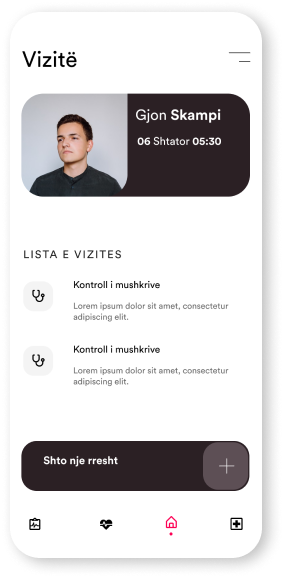 Vizitë
Gjon Skampi
06 Shtator 05:30
LISTA E VIZITES
Kontroll i mushkrive
Lorem ipsum dolor sit amet, consectetur
adipiscing elit.
Kontroll i mushkrive
Lorem ipsum dolor sit amet, consectetur
adipiscing elit.
Shto nje rresht